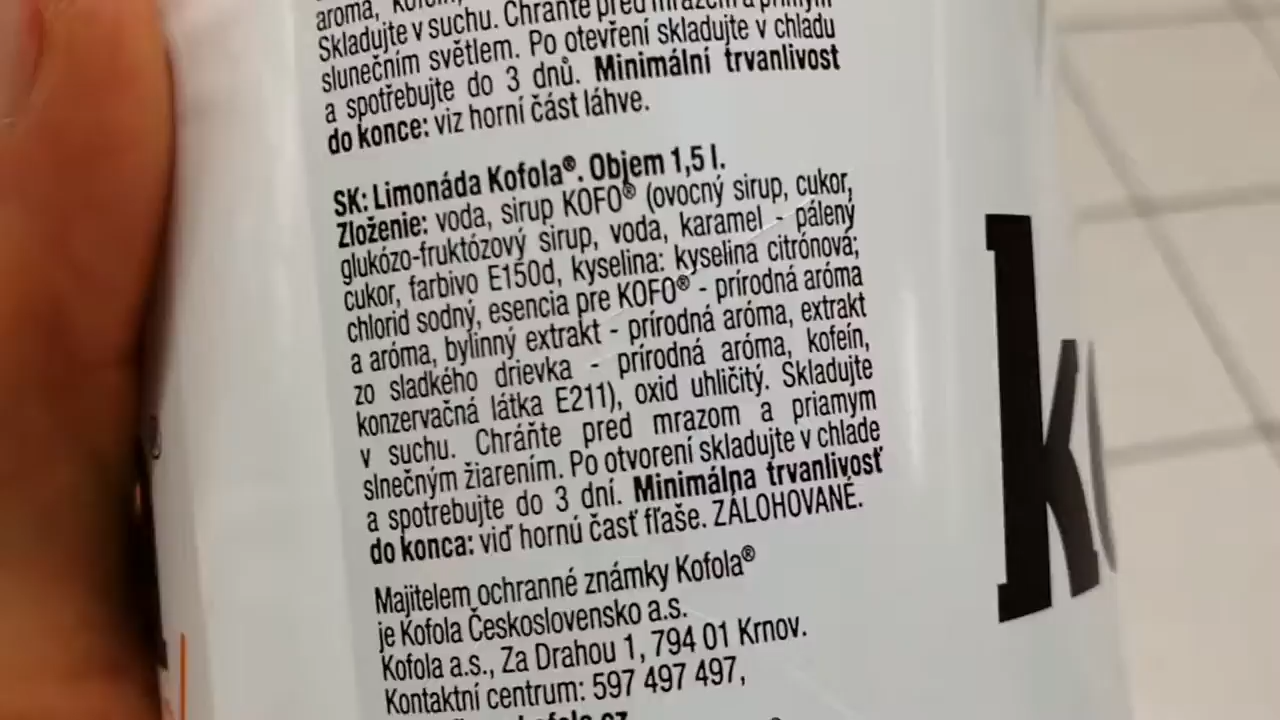 aroma, kofein,
Skladujte v suchu. Chraňte před mrazem a přímým
slunečním světlem. Po otevření skladujte v chladu
a spotřebujte do 3 dnů. Minimální trvanlivost
do konce: viz horní část láhve.
SK: Limonáda Kofola®. Objem 1,5 l.
Zloženie: voda, sirup KOFO® (ovocný sirup, cukor,
glukózo-fruktózový sirup, voda, karamel - pálený
cukor, farbivo E150d, kyselina: kyselina citrónová;
chlorid sodný, esencia pre KOFO® - prírodná aróma
a aróma, bylinný extrakt - prírodná aróma, extrakt
zo sladkého drievka - prírodná aróma, kofeín,
konzervačná látka E211), oxid uhličitý. Skladujte
v suchu. Chráňte pred mrazom a priamym
slnečným žiarením. Po otvorení skladujte v chlade
a spotrebujte do 3 dní. Minimálna trvanlivosť
do konca: viď hornú časť fľaše. ZÁLOHOVANÉ.
Majitelem ochranné známky Kofola®
je Kofola Československo a.s.
Kofola a.s., Za Drahou 1, 794 01 Krnov.
Kontaktní centrum: 597 497 497,
k